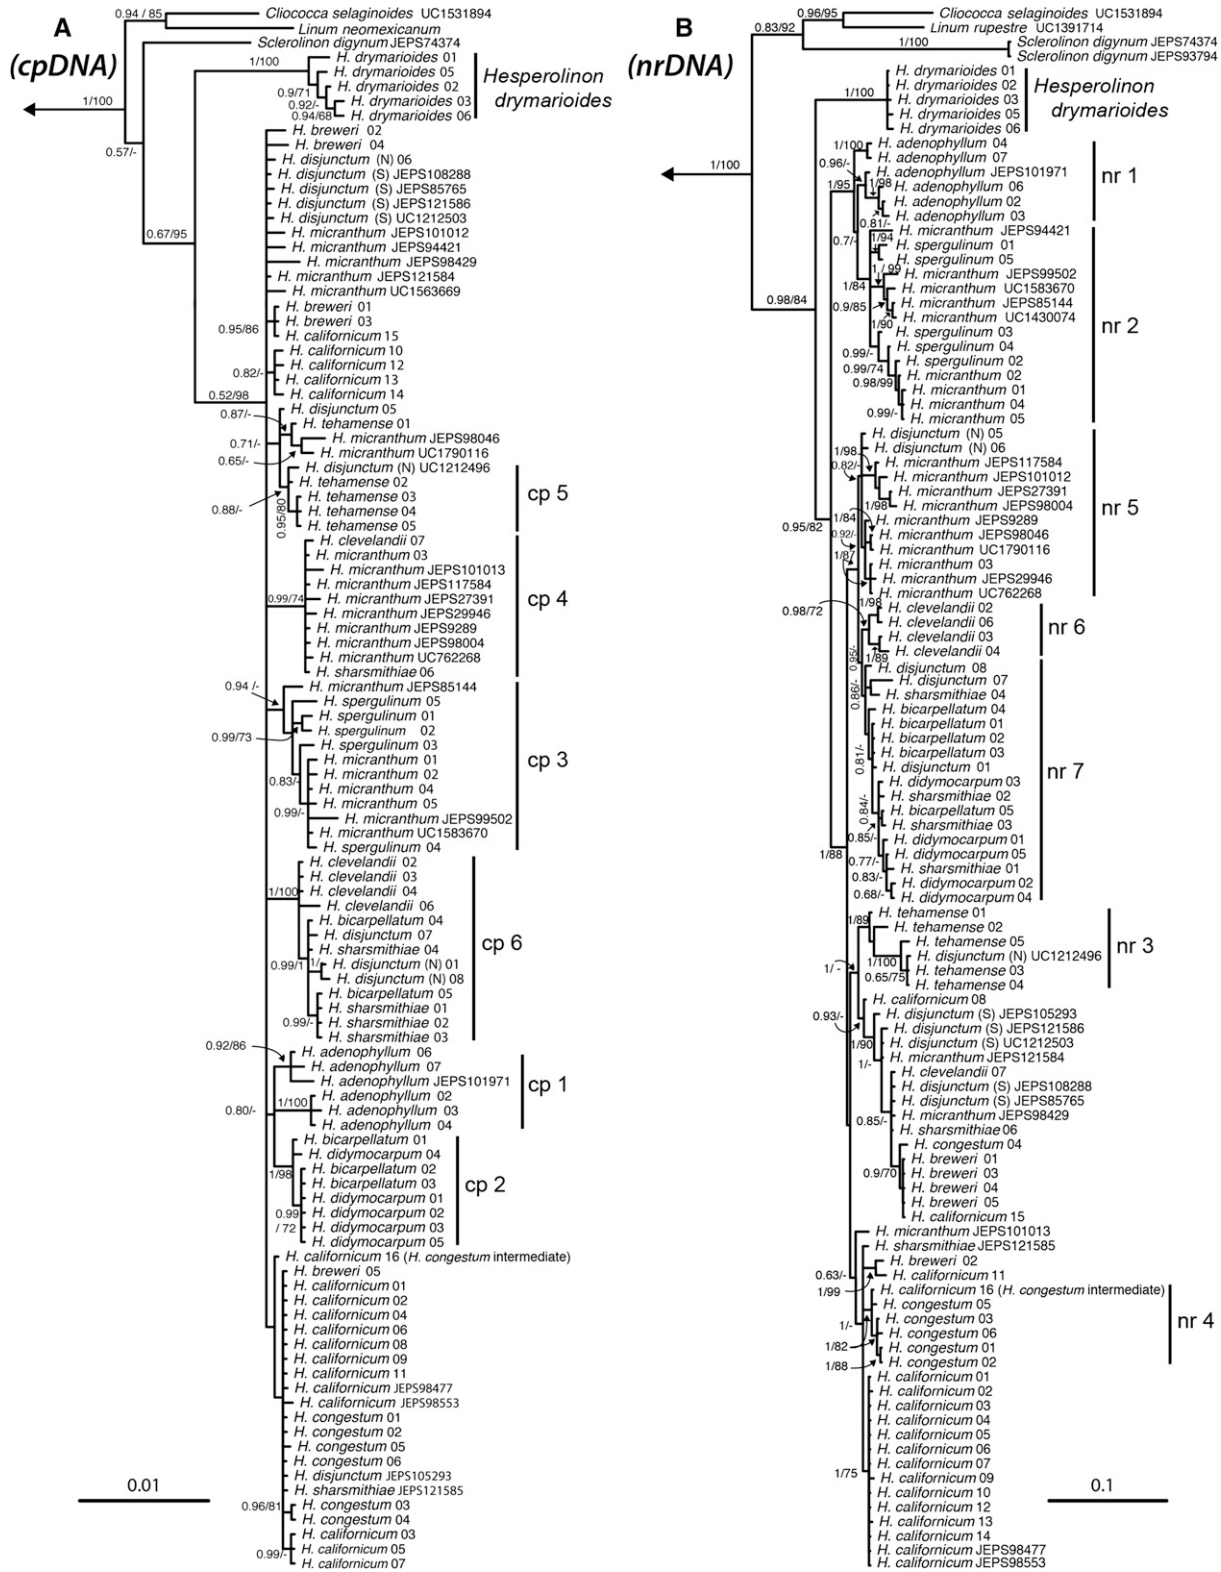 A
(cpDNA)
0.94 / 85
Cliococca selaginoides UC1531894
Linum neomexicanum
Sclerolinon digynum JEPS74374
1/100
H. drymarioides 01
H. drymarioides 05
H. drymarioides 02
H. drymarioides 03
H. drymarioides 06
0.9/71
0.92/-
0.94/68
Hesperolinon
drymarioides
1/100
0.57/-
0.67/95
H. breweri 02
H. breweri 04
H. disjunctum (N) 06
H. disjunctum (S) JEPS108288
H. disjunctum (S) JEPS85765
H. disjunctum (S) JEPS121586
H. disjunctum (S) UC1212503
H. micranthum JEPS101012
H. micranthum JEPS94421
H. micranthum JEPS98429
H. micranthum JEPS121584
H. micranthum UC1563669
H. breweri 01
0.95/86
H. breweri 03
H. californicum 15
H. californicum 10
H. californicum 12
0.82/-
H. californicum 13
H. californicum 14
0.52/98
H. disjunctum 05
0.87/-
H. tehamense 01
H. micranthum JEPS98046
0.71/-
H. micranthum UC1790116
0.65/-
H. disjunctum (N) UC1212496
H. tehamense 02
H. tehamense 03
H. tehamense 04
H. tehamense 05
0.88/-
0.95/80
cp 5
H. clevelandii 07
H. micranthum 03
H. micranthum JEPS101013
H. micranthum JEPS117584
H. micranthum JEPS27391
H. micranthum JEPS29946
H. micranthum JEPS9289
H. micranthum JEPS98004
H. micranthum UC762268
H. sharsmithiae 06
0.99/74
cp 4
0.94 /-
H. micranthum JEPS85144
H. spergulinum 05
H. spergulinum 01
H. spergulinum 02
0.99/73
H. spergulinum 03
H. micranthum 01
H. micranthum 02
0.83/-
H. micranthum 04
H. micranthum 05
0.99/-
H. micranthum JEPS99502
H. micranthum UC1583670
H. spergulinum 04
cp 3
H. clevelandii 02
H. clevelandii 03
H. clevelandii 04
1/100
H. clevelandii 06
H. bicarpellatum 04
H. disjunctum 07
H. sharsmithiae 04
0.99/1
1/-
H. disjunctum (N) 01
H. disjunctum (N) 08
H. bicarpellatum 05
H. sharsmithiae 01
H. sharsmithiae 02
0.99/-
H. sharsmithiae 03
cp 6
0.92/86
H. adenophyllum 06
H. adenophyllum 07
H. adenophyllum JEPS101971
H. adenophyllum 02
1/100
H. adenophyllum 03
H. adenophyllum 04
0.80/-
cp 1
H. bicarpellatum 01
H. didymocarpum 04
H. bicarpellatum 02
1/98
H. bicarpellatum 03
H. didymocarpum 01
H. didymocarpum 02
0.99
/ 72
H. didymocarpum 03
H. didymocarpum 05
cp 2
H. californicum 16 (H. congestum intermediate)
H. breweri 05
H. californicum 01
H. californicum 02
H. californicum 04
H. californicum 06
H. californicum 08
H. californicum 09
H. californicum 11
H. californicum JEPS98477
H. californicum JEPS98553
H. congestum 01
H. congestum 02
H. congestum 05
H. congestum 06
H. disjunctum JEPS105293
H. sharsmithiae JEPS121585
0.96/81
H. congestum 03
H. congestum 04
H. californicum 03
H. californicum 05
0.99/-
H. californicum 07
0.01
B
(nrDNA)
0.96/95
0.83/92
Cliococca selaginoides UC1531894
Linum rupestre UC1391714
1/100
Sclerolinon digynum JEPS74374
Sclerolinon digynum JEPS93794
H. drymarioides 01
H. drymarioides 02
H. drymarioides 03
H. drymarioides 05
H. drymarioides 06
1/100
Hesperolinon
drymarioides
1/100
1/100
H. adenophyllum 04
H. adenophyllum 07
0.96/-
H. adenophyllum JEPS101971
1/95
1/98
H. adenophyllum 06
H. adenophyllum 02
H. adenophyllum 03
0.81/-
nr 1
0.7/-
H. micranthum JEPS94421
1/94
H. spergulinum 01
H. spergulinum 05
1 / 99
H. micranthum JEPS99502
1/84
H. micranthum UC1583670
0.9/85
H. micranthum JEPS85144
H. micranthum UC1430074
1/90
H. spergulinum 03
H. spergulinum 04
0.99/-
H. spergulinum 02
0.99/74
H. micranthum 02
0.98/99
H. micranthum 01
H. micranthum 04
0.99/-
H. micranthum 05
nr 2
0.98/84
H. disjunctum (N) 05
H. disjunctum (N) 06
1/98
0.82/-
H. micranthum JEPS117584
H. micranthum JEPS101012
H. micranthum JEPS27391
1/98
H. micranthum JEPS98004
1/84
H. micranthum JEPS9289
0.92/-
H. micranthum JEPS98046
H. micranthum UC1790116
1/87
H. micranthum 03
H. micranthum JEPS29946
H. micranthum UC762268
1/98
nr 5
0.95/82
0.98/72
H. clevelandii 02
H. clevelandii 06
H. clevelandii 03
1/89
H. clevelandii 04
0.95/-
nr 6
H. disjunctum 08
0.86/-
H. disjunctum 07
H. sharsmithiae 04
H. bicarpellatum 04
H. bicarpellatum 01
H. bicarpellatum 02
0.81/-
H. bicarpellatum 03
H. disjunctum 01
H. didymocarpum 03
H. sharsmithiae 02
0.84/-
H. bicarpellatum 05
H. sharsmithiae 03
0.85/-
H. didymocarpum 01
H. didymocarpum 05
0.77/-
H. sharsmithiae 01
0.83/-
H. didymocarpum 02
0.68/-
H. didymocarpum 04
nr 7
1/88
H. tehamense 01
1/89
H. tehamense 02
H. tehamense 05
1/100
H. disjunctum (N) UC1212496
0.65/75
H. tehamense 03
H. tehamense 04
nr 3
1/ -
H. californicum 08
0.93/-
H. disjunctum (S) JEPS105293
H. disjunctum (S) JEPS121586
1/90
H. disjunctum (S) UC1212503
1/-
H. micranthum JEPS121584
H. clevelandii 07
H. disjunctum (S) JEPS108288
H. disjunctum (S) JEPS85765
0.85/-
H. micranthum JEPS98429
H. sharsmithiae 06
H. congestum 04
H. breweri 01
0.9/70
H. breweri 03
H. breweri 04
H. breweri 05
H. californicum 15
H. micranthum JEPS101013
H. sharsmithiae JEPS121585
H. breweri 02
0.63/-
H. californicum 11
1/99
H. californicum 16 (H. congestum intermediate)
H. congestum 05
H. congestum 03
1/-
H. congestum 06
1/82
H. congestum 01
1/88
H. congestum 02
nr 4
H. californicum 01
H. californicum 02
H. californicum 03
H. californicum 04
H. californicum 05
H. californicum 06
H. californicum 07
1/75
H. californicum 09
H. californicum 10
H. californicum 12
H. californicum 13
H. californicum 14
H. californicum JEPS98477
H. californicum JEPS98553
0.1